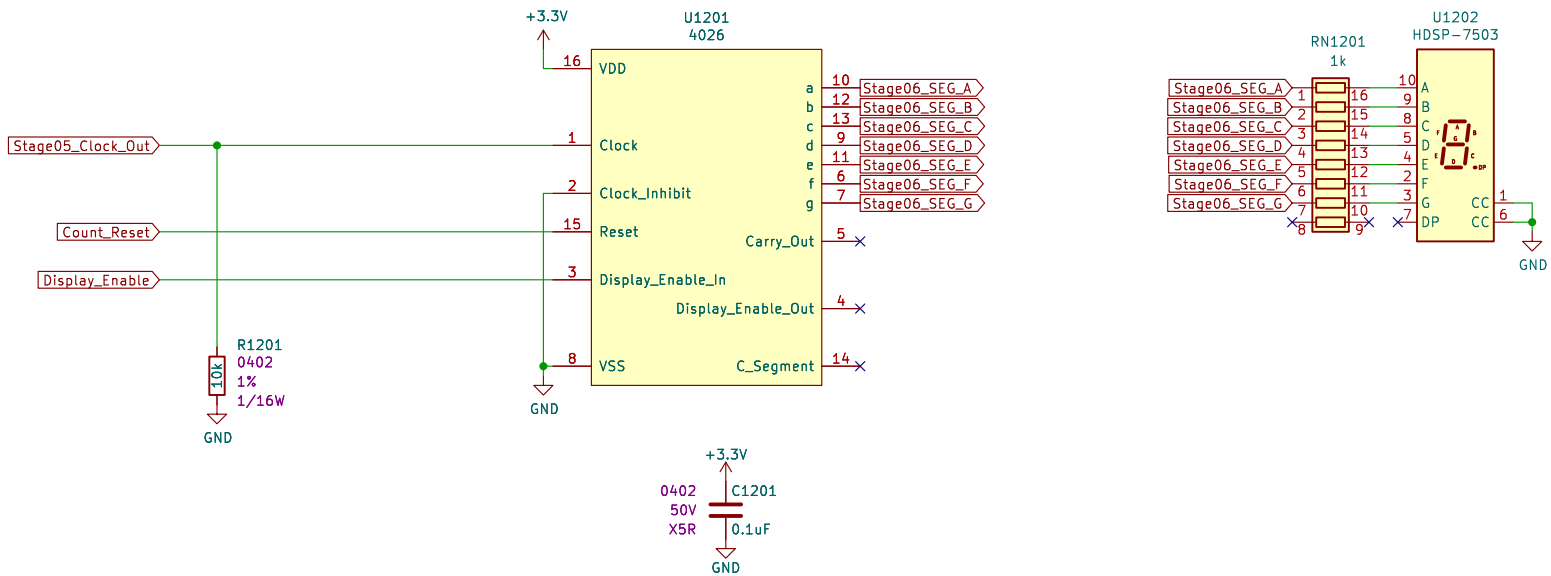 +3.3V
U1201
4026
16 VDD
Stage05_Clock_Out
1 Clock
2 Clock_Inhibit
Count_Reset
15 Reset
Display_Enable
3 Display_Enable_In
8 VSS
GND
a 10 Stage06_SEG_A
b 12 Stage06_SEG_B
c 13 Stage06_SEG_C
d 9 Stage06_SEG_D
e 11 Stage06_SEG_E
f 6 Stage06_SEG_F
g 7 Stage06_SEG_G
Carry_Out 5
Display_Enable_Out 4
C_Segment 14
R1201
10k
0402
1%
1/16W
GND
+3.3V
0402 C1201
50V
X5R 0.1uF
GND
RN1201
1k
U1202
HDSP-7503
Stage06_SEG_A 1 16 10 A
Stage06_SEG_B 2 15 9 B
Stage06_SEG_C 3 14 8 C
Stage06_SEG_D 4 13 5 D
Stage06_SEG_E 5 12 4 E
Stage06_SEG_F 6 11 2 F
Stage06_SEG_G 7 10 3 G
8 9 7 DP
A
F B
G
E C
D DP
CC 1
CC 6
GND